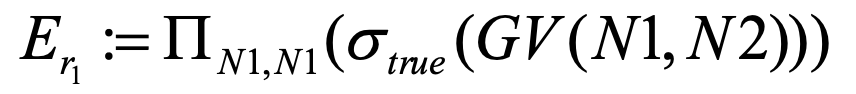 E_{r_1} := Π_{N1,N1}(σ_{true}(GV(N1,N2)))